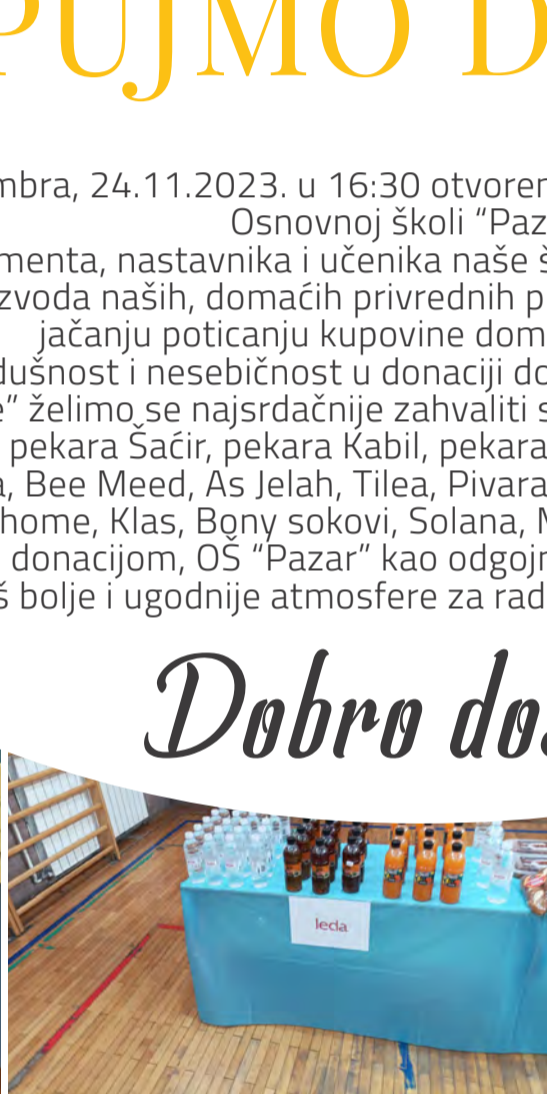 PUJMO D
mbra, 24.11.2023. u 16:30 otvoren
Osnovnoj školi “Paz
menta, nastavnika i učenika naše š
zvoda naših, domaćih privrednih p
jačanju poticanju kupovine dom
dušnost i nesebičnost u donaciji do
e” želimo se najsrdačnije zahvaliti s
pekara Šaćir, pekara Kabil, pekara
a, Bee Meed, As Jelah, Tilea, Pivara
home, Klas, Bony sokovi, Solana, M
donacijom, OŠ “Pazar” kao odgojn
š bolje i ugodnije atmosfere za rad
Dobro doš
leda